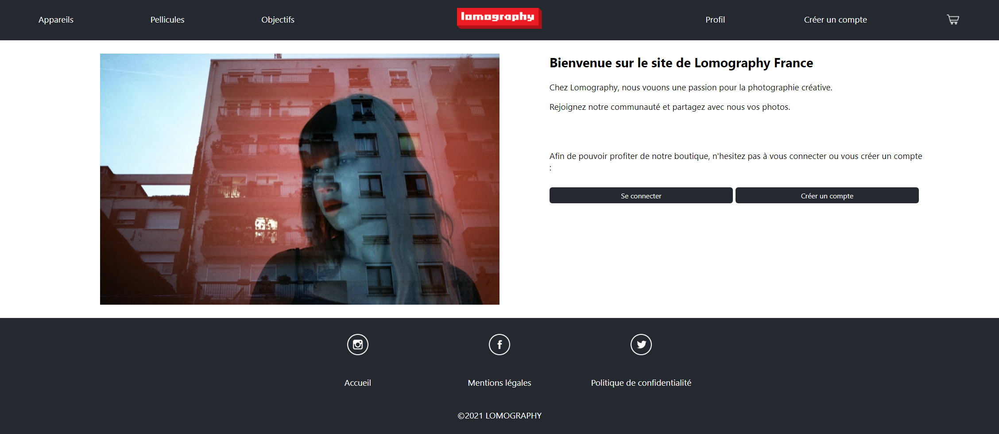 Appareils
Pellicules
Objectifs
lomography
Profil
Créer un compte
Bienvenue sur le site de Lomography France
Chez Lomography, nous vouons une passion pour la photographie créative.
Rejoignez notre communauté et partagez avec nous vos photos.
Afin de pouvoir profiter de notre boutique, n'hesitez pas à vous connecter ou vous créer un compte
:
Se connecter
Créer un compte
Accueil
Mentions légales
Politique de confidentialité
©2021 LOMOGRAPHY